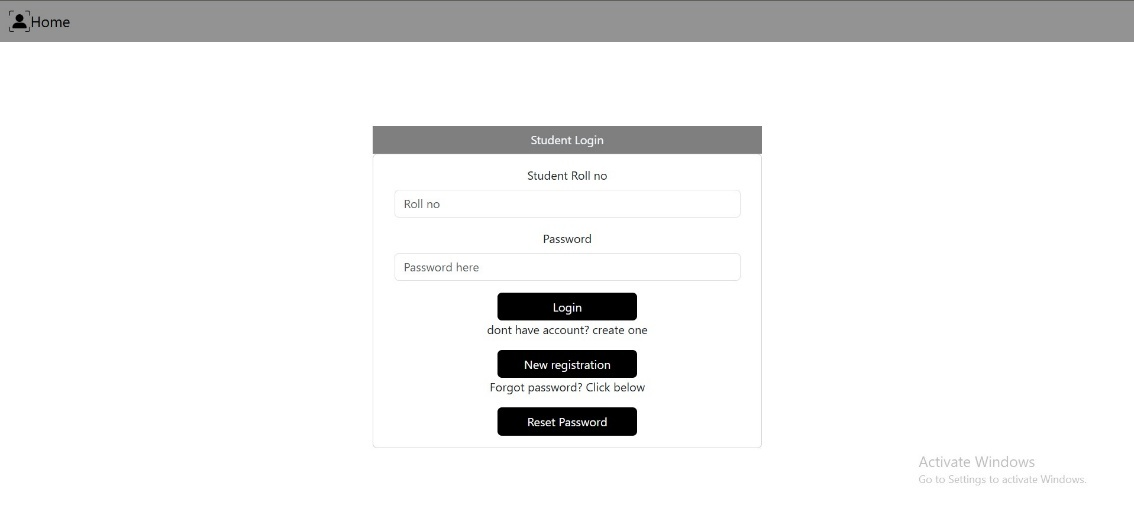 Home
Student Login
Student Roll no
Roll no
Password
Password here
Login
dont have account? create one
New registration
Forgot password? Click below
Reset Password
Activate Windows
Go to Settings to activate Windows.